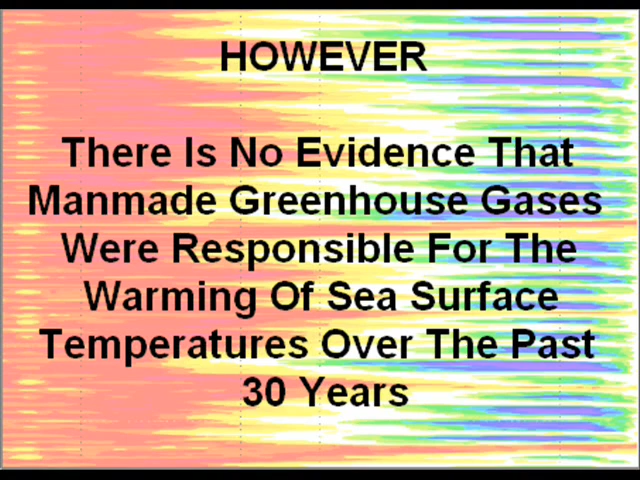 HOWEVER
There Is No Evidence That
Manmade Greenhouse Gases
Were Responsible For The
Warming Of Sea Surface
Temperatures Over The Past
30 Years